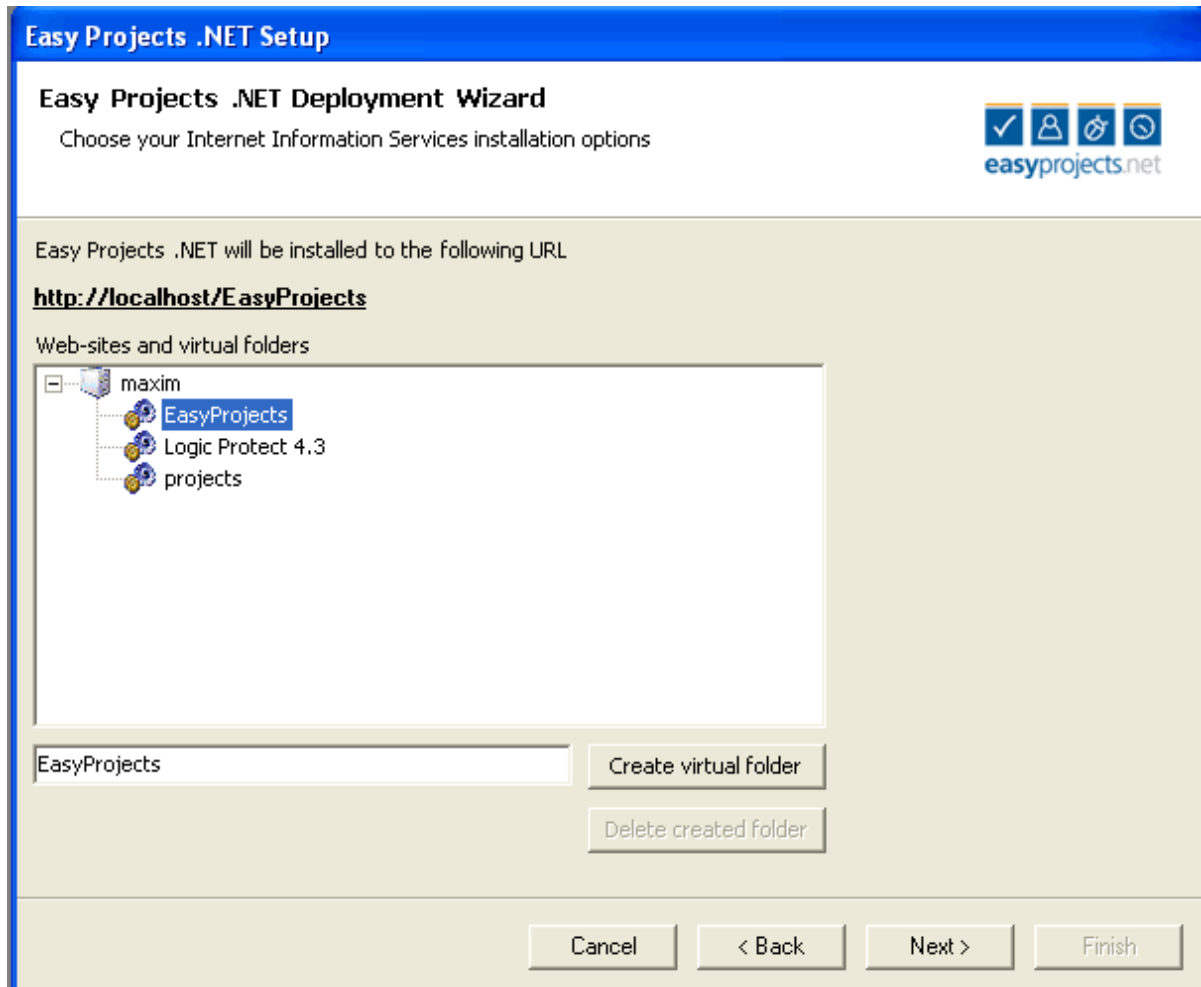 Easy Projects .NET Setup
Easy Projects .NET Deployment Wizard
Choose your Internet Information Services installation options
easyprojects.net
Easy Projects .NET will be installed to the following URL
http://localhost/EasyProjects
Web-sites and virtual folders
maxim
EasyProjects
Logic Protect 4.3
projects
EasyProjects
Create virtual folder
Delete created folder
Cancel
< Back
Next >
Finish